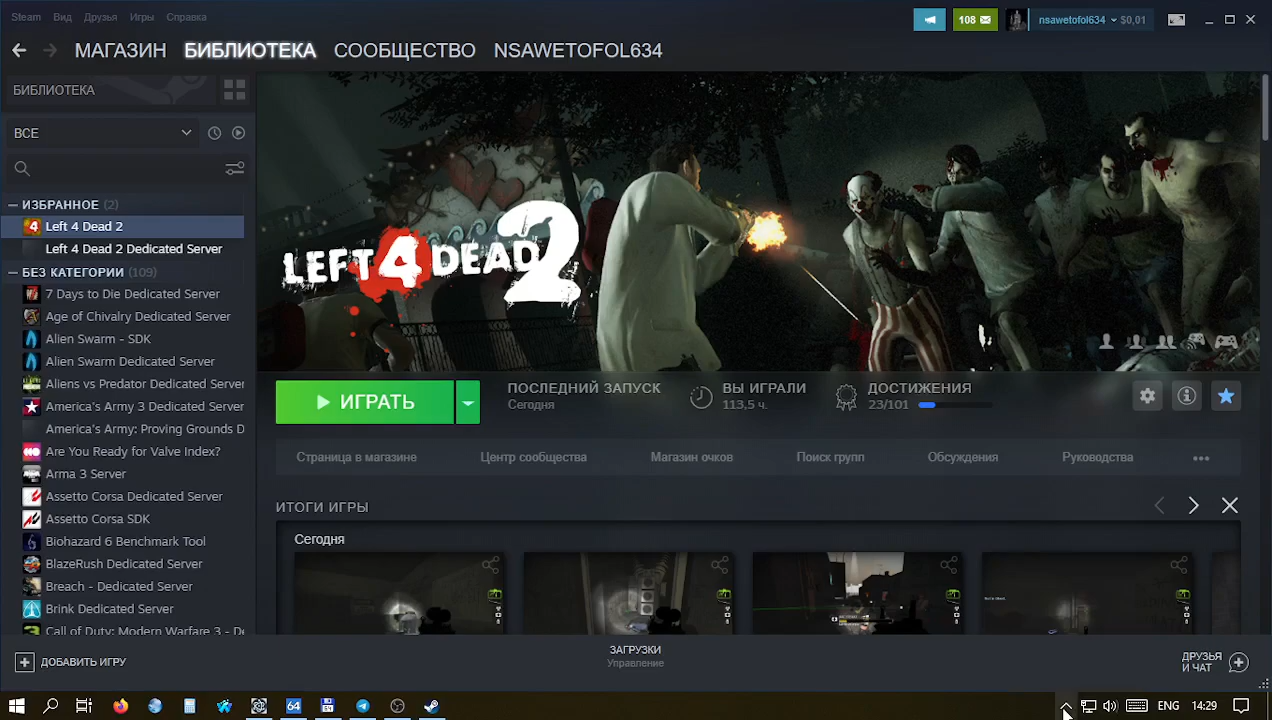 Steam Вид Друзья Игры Справка
108 nsawetofol634 $0,01
МАГАЗИН БИБЛИОТЕКА СООБЩЕСТВО NSAWETOFOL634
БИБЛИОТЕКА
ВСЕ
ИЗБРАННОЕ (2)
Left 4 Dead 2
Left 4 Dead 2 Dedicated Server
БЕЗ КАТЕГОРИИ (109)
7 Days to Die Dedicated Server
Age of Chivalry Dedicated Server
Alien Swarm - SDK
Alien Swarm Dedicated Server
Aliens vs Predator Dedicated Server
America's Army 3 Dedicated Server
America's Army: Proving Grounds D
Are You Ready for Valve Index?
Arma 3 Server
Assetto Corsa Dedicated Server
Assetto Corsa SDK
Biohazard 6 Benchmark Tool
BlazeRush Dedicated Server
Breach - Dedicated Server
Brink Dedicated Server
Call of Duty: Modern Warfare 3 - De
LEFT 4 DEAD 2
ИГРАТЬ
ПОСЛЕДНИЙ ЗАПУСК
Сегодня
ВЫ ИГРАЛИ
113,5 ч.
ДОСТИЖЕНИЯ
23/101
Страница в магазине Центр сообщества Магазин очков Поиск групп Обсуждения Руководства
ИТОГИ ИГРЫ
Сегодня
ДОБАВИТЬ ИГРУ
ЗАГРУЗКИ
Управление
ДРУЗЬЯ
И ЧАТ
64
ENG 14:29